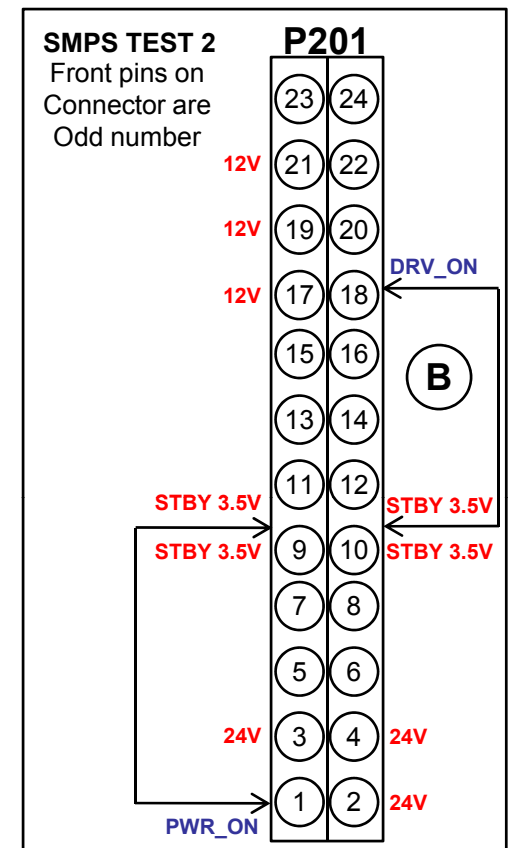 SMPS TEST 2
Front pins on
Connector are
Odd number
P201
23 24
12V 21 22
12V 19 20
DRV_ON
12V 17 18
15 16
B
13 14
11 12
STBY 3.5V STBY 3.5V
STBY 3.5V 9 10 STBY 3.5V
7 8
5 6
24V 3 4 24V
1 2 24V
PWR_ON